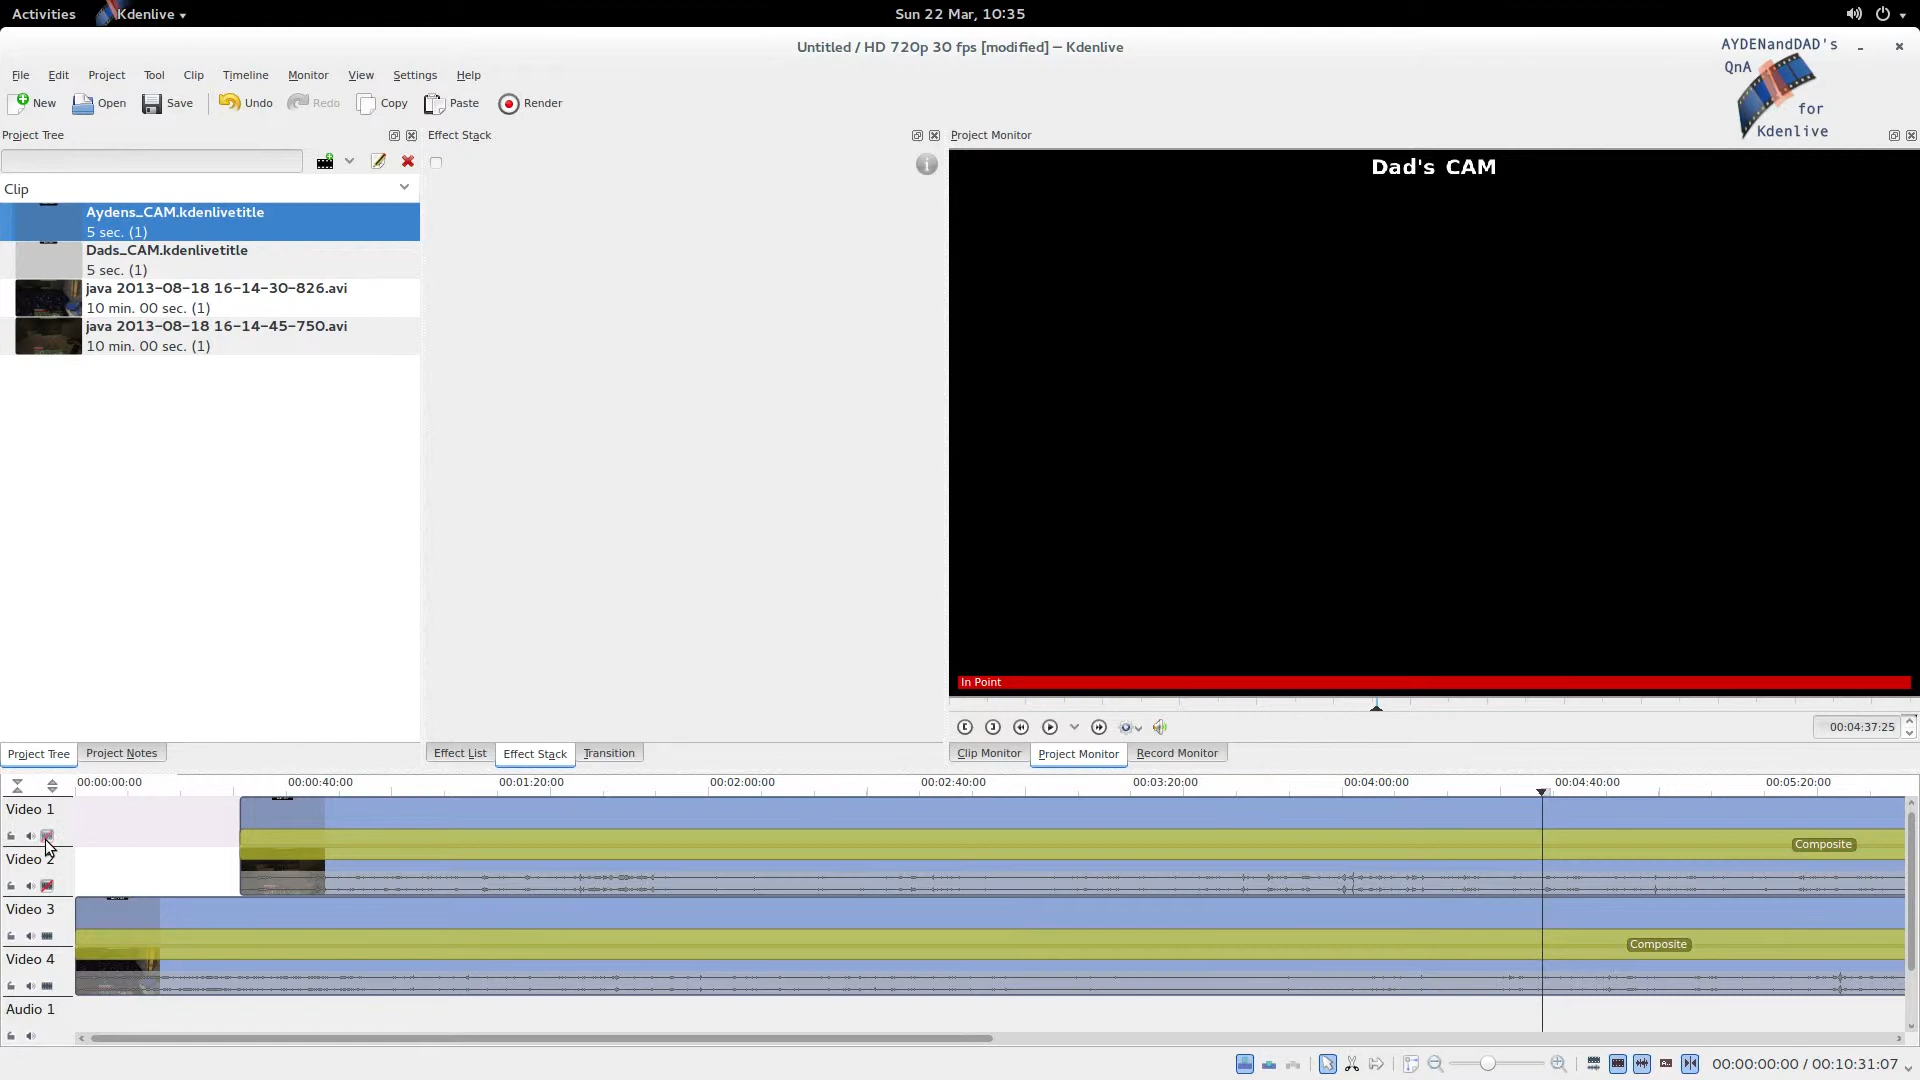 Activities Kdenlive Sun 22 Mar, 10:35
Untitled / HD 720p 30 fps [modified] — Kdenlive
AYDENandDAD's
QnA
for
Kdenlive
File Edit Project Tool Clip Timeline Monitor View Settings Help
New Open Save Undo Redo Copy Paste Render
Project Tree Effect Stack Project Monitor
Clip
Dad's CAM
Aydens_CAM.kdenlivetitle
5 sec. (1)
Dads_CAM.kdenlivetitle
5 sec. (1)
java 2013-08-18 16-14-30-826.avi
10 min. 00 sec. (1)
java 2013-08-18 16-14-45-750.avi
10 min. 00 sec. (1)
In Point
00:04:37:25
Project Tree Project Notes Effect List Effect Stack Transition Clip Monitor Project Monitor Record Monitor
00:00:00:00 00:00:40:00 00:01:20:00 00:02:00:00 00:02:40:00 00:03:20:00 00:04:00:00 00:04:40:00 00:05:20:00
Video 1
Composite
Video 2
Video 3
Composite
Video 4
Audio 1
00:00:00:00 / 00:10:31:07